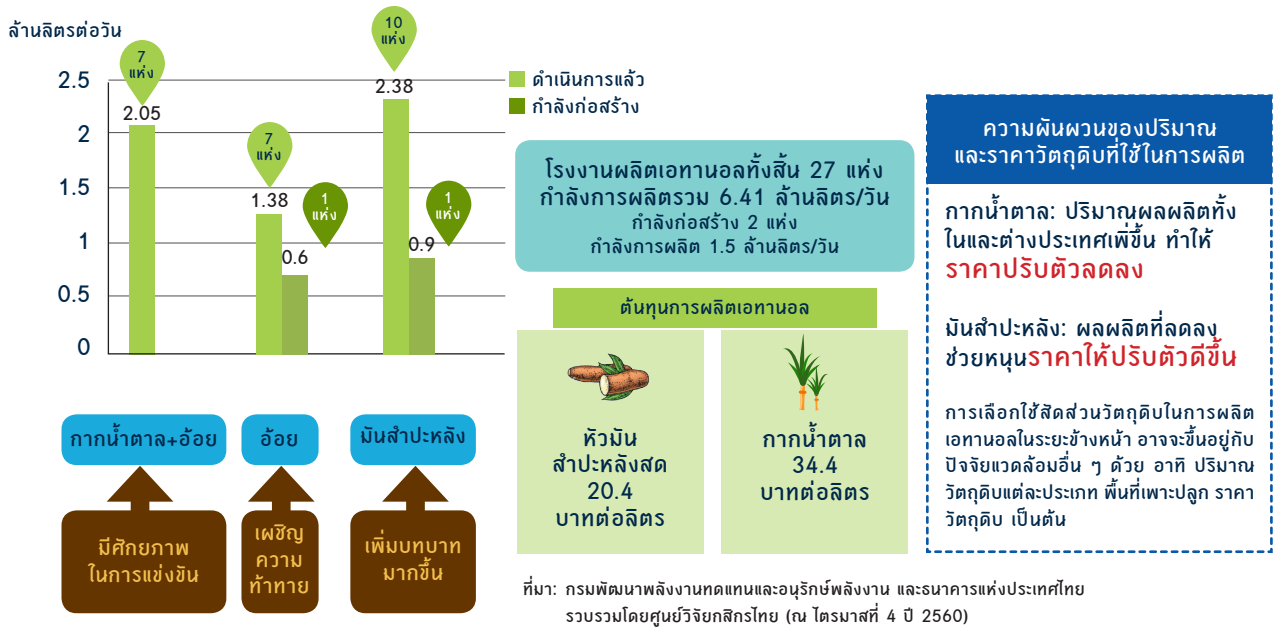 ล้านลิตรต่อวัน
7
แห่ง
7
แห่ง
10
แห่ง
1
แห่ง
1
แห่ง
2.5
2
1.5
1
0.5
0
2.05
1.38
0.6
2.38
0.9
ดำเนินการแล้ว
กำลังก่อสร้าง
กากน้ำตาล+อ้อย
อ้อย
มันสำปะหลัง
มีศักยภาพ
ในการแข่งขัน
เผชิญ
ความ
ท้าทาย
เพิ่มบทบาท
มากขึ้น
โรงงานผลิตเอทานอลทั้งสิ้น 27 แห่ง
กำลังการผลิตรวม 6.41 ล้านลิตร/วัน
กำลังก่อสร้าง 2 แห่ง
กำลังการผลิต 1.5 ล้านลิตร/วัน
ต้นทุนการผลิตเอทานอล
หัวมัน
สำปะหลังสด
20.4
บาทต่อลิตร
กากน้ำตาล
34.4
บาทต่อลิตร
ความผันผวนของปริมาณ
และราคาวัตถุดิบที่ใช้ในการผลิต
กากน้ำตาล: ปริมาณผลผลิตทั้ง
ในและต่างประเทศเพิ่ขึ้น ทำให้
ราคาปรับตัวลดลง
มันสำปะหลัง: ผลผลิตที่ลดลง
ช่วยหนุนราคาให้ปรับตัวดีขึ้น
การเลือกใช้สัดส่วนวัตถุดิบในการผลิต
เอทานอลในระยะข้างหน้า อาจจะขึ้นอยู่กับ
ปัจจัยแวดล้อมอื่น ๆ ด้วย อาทิ ปริมาณ
วัตถุดิบแต่ละประเภท พื้นที่เพาะปลูก ราคา
วัตถุดิบ เป็นต้น
ที่มา: กรมพัฒนาพลังงานทดแทนและอนุรักษ์พลังงาน และธนาคารแห่งประเทศไทย
รวบรวมโดยศูนย์วิจัยกสิกรไทย (ณ ไตรมาสที่ 4 ปี 2560)